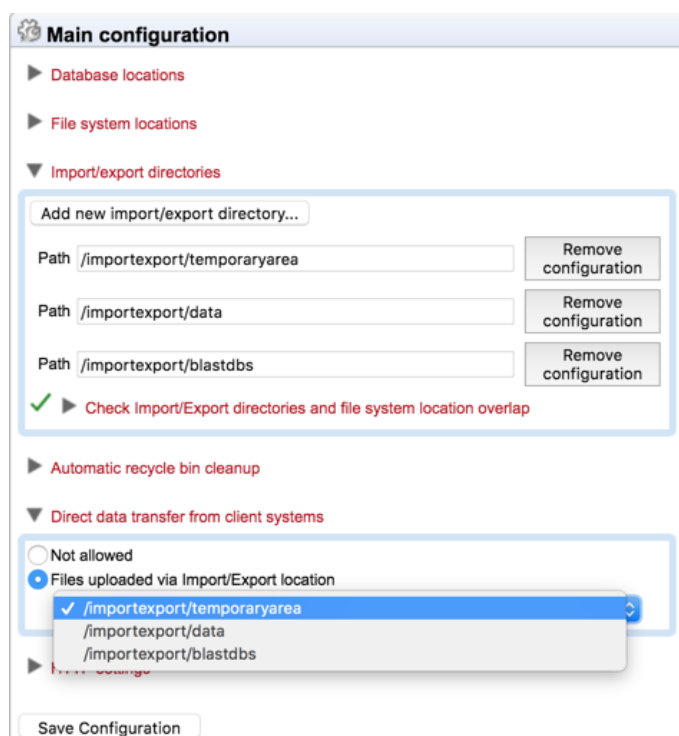 Main configuration
Database locations
File system locations
Import/export directories
Add new import/export directory...
Path /importexport/temporaryarea Remove configuration
Path /importexport/data Remove configuration
Path /importexport/blastdbs Remove configuration
Check Import/Export directories and file system location overlap
Automatic recycle bin cleanup
Direct data transfer from client systems
Not allowed
Files uploaded via Import/Export location
/importexport/temporaryarea
/importexport/data
/importexport/blastdbs
Save Configuration